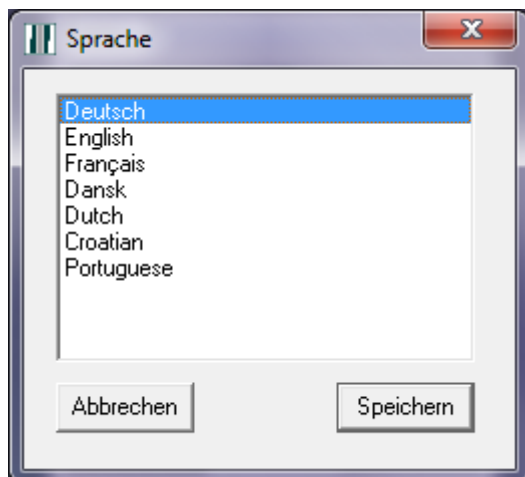 Sprache
Deutsch
English
Français
Dansk
Dutch
Croatian
Portuguese
Abbrechen Speichern